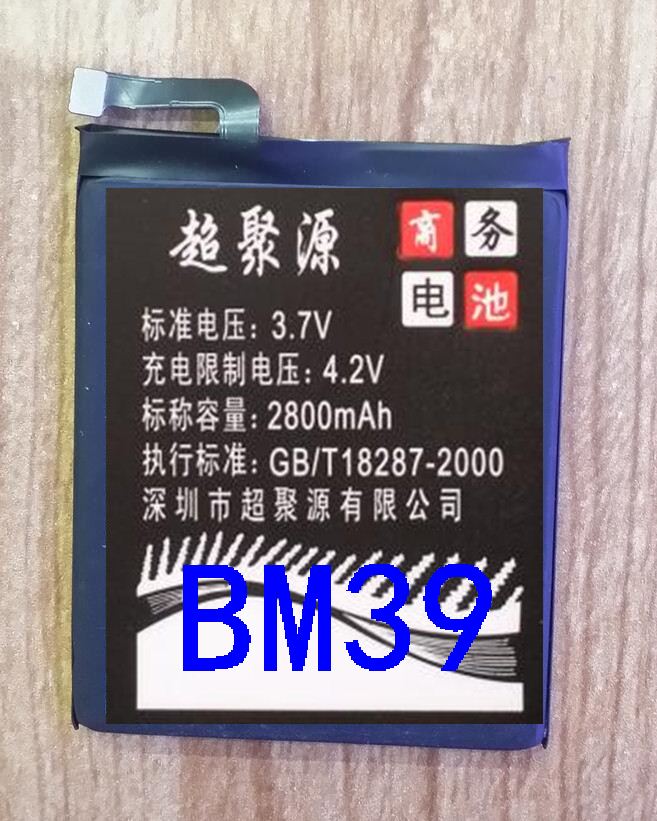 超聚源
商务
电池
标准电压: 3.7V
充电限制电压: 4.2V
标称容量: 2800mAh
执行标准: GB/T18287-2000
深圳市超聚源有限公司
BM39